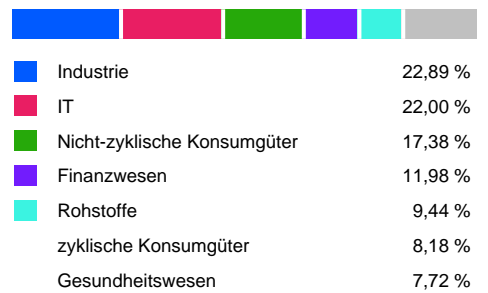 Industrie 22,89 %
IT 22,00 %
Nicht-zyklische Konsumgüter 17,38 %
Finanzwesen 11,98 %
Rohstoffe 9,44 %
zyklische Konsumgüter 8,18 %
Gesundheitswesen 7,72 %